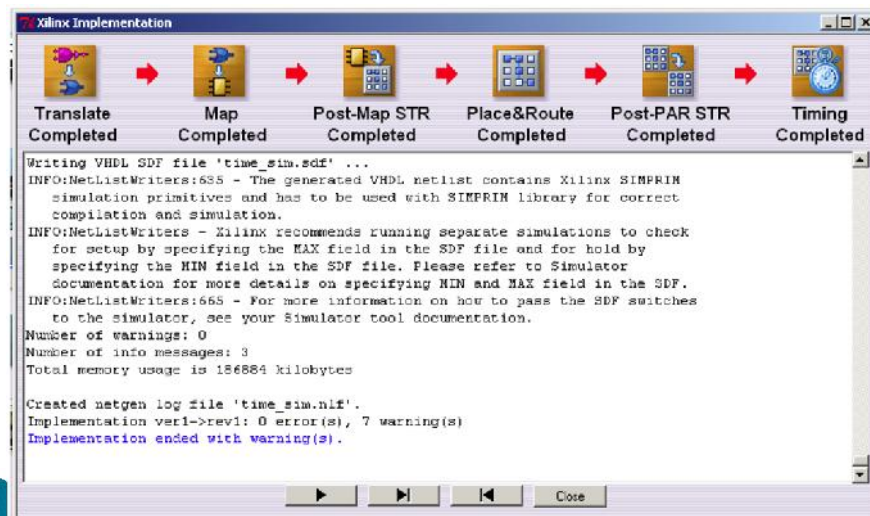 Xilinx Implementation
Translate Map Post-Map STR Place&Route Post-PAR STR Timing
Completed Completed Completed Completed Completed Completed
Writing VHDL SDF file 'time_sim.sdf' ...
INFO:NetListWriters:635 - The generated VHDL netlist contains Xilinx SIMPRIM
simulation primitives and has to be used with SIMPRIM library for correct
compilation and simulation.
INFO:NetListWriters - Xilinx recommends running separate simulations to check
for setup by specifying the MAX field in the SDF file and for hold by
specifying the MIN field in the SDF file. Please refer to Simulator
documentation for more details on specifying MIN and MAX field in the SDF.
INFO:NetListWriters:665 - For more information on how to pass the SDF switches
to the simulator, see your Simulator tool documentation.
Number of warnings: 0
Number of info messages: 3
Total memory usage is 186884 kilobytes
Created netgen log file 'time_sim.nlf'.
Implementation ver1->rev1: 0 error(s), 7 warning(s)
Implementation ended with warning(s).
Close